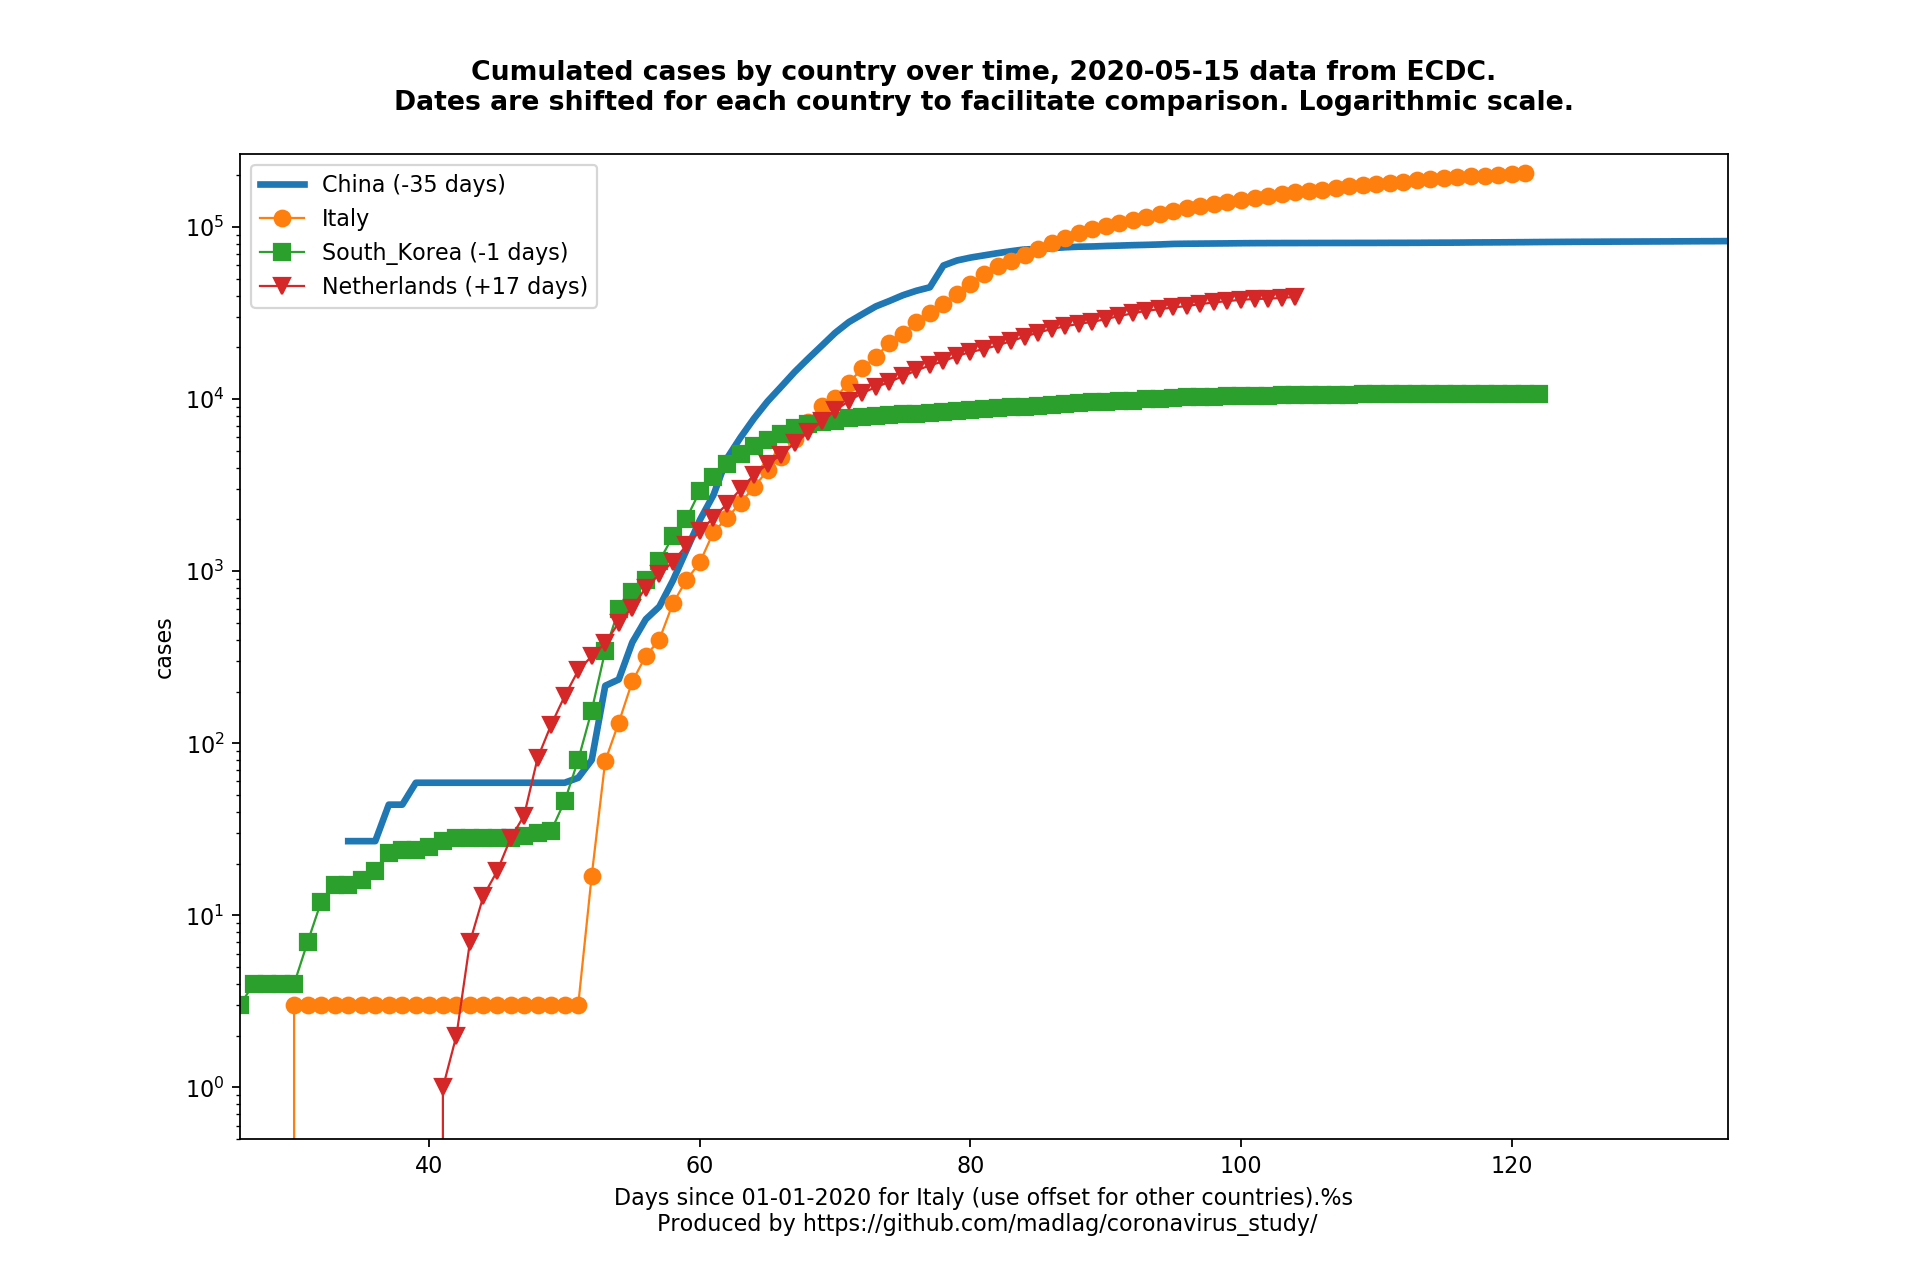 Cumulated cases by country over time, 2020-05-15 data from ECDC.
Dates are shifted for each country to facilitate comparison. Logarithmic scale.
China (-35 days)
Italy
South_Korea (-1 days)
Netherlands (+17 days)
10^5
10^4
10^3
10^2
10^1
10^0
cases
40 60 80 100 120
Days since 01-01-2020 for Italy (use offset for other countries).%s
Produced by https://github.com/madlag/coronavirus_study/